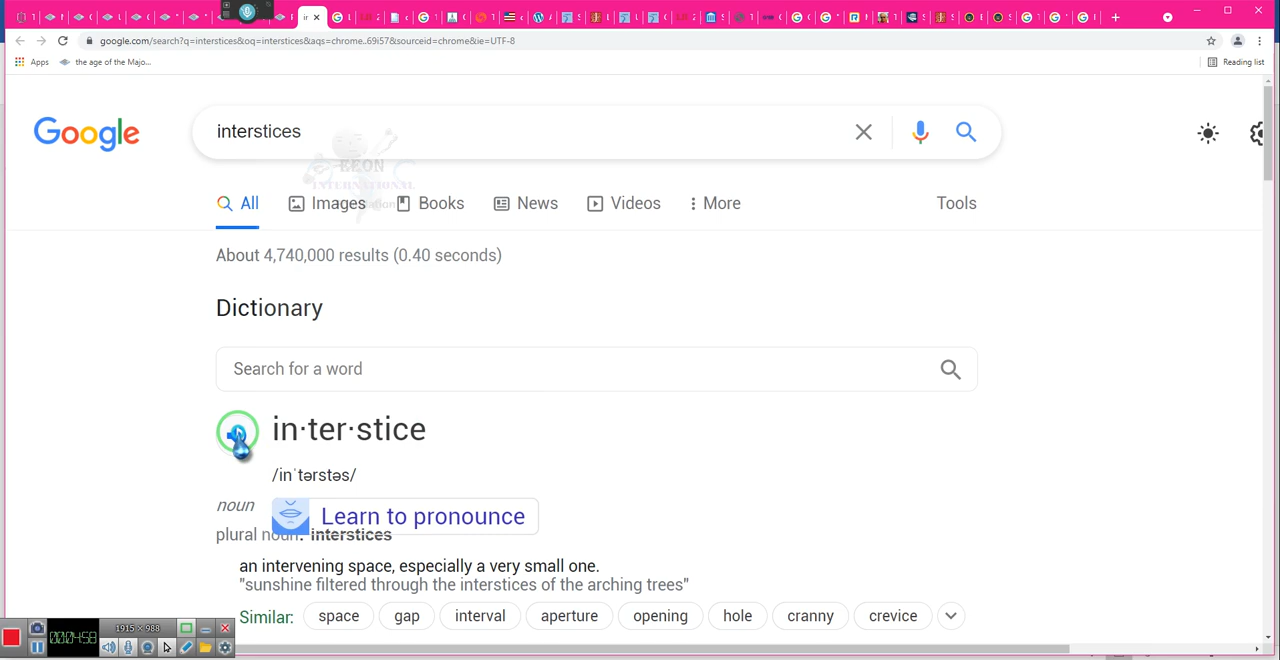 google.com/search?q=interstices&oq=interstices&aqs=chrome..69i57&sourceid=chrome&ie=UTF-8
Apps the age of the Majo... Reading list
Google
interstices
BEON
INTERNATIONAL
All Images Books News Videos More Tools
About 4,740,000 results (0.40 seconds)
Dictionary
Search for a word
in·ter·stice
/inˈtərstəs/
noun
Learn to pronounce
plural noun: interstices
an intervening space, especially a very small one.
"sunshine filtered through the interstices of the arching trees"
Similar: space gap interval aperture opening hole cranny crevice
1915 × 988